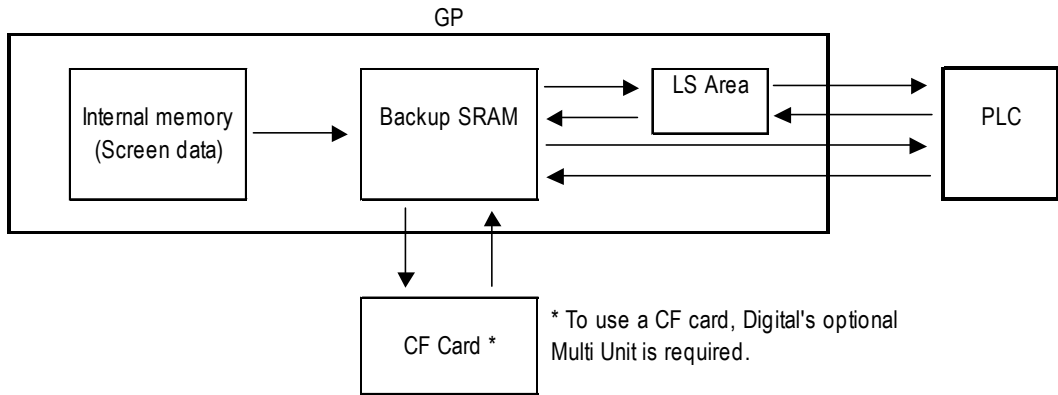 GP
Internal memory
(Screen data)
Backup SRAM
LS Area
PLC
CF Card *
* To use a CF card, Digital's optional
Multi Unit is required.